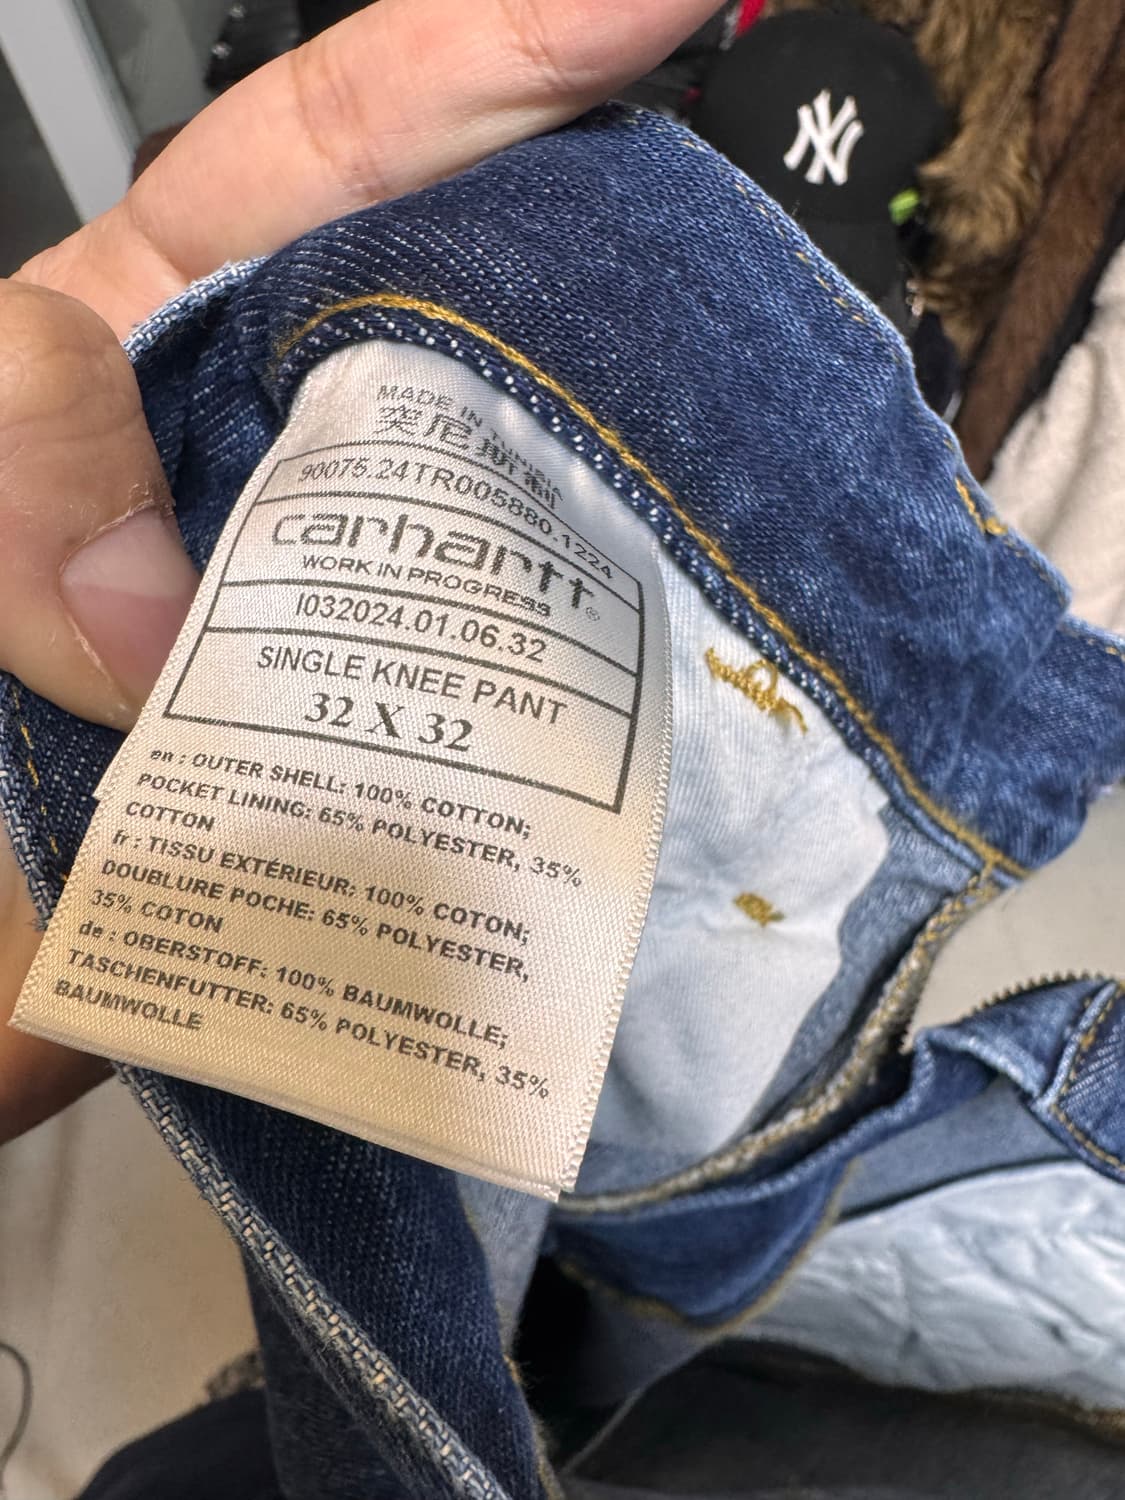 NY
MADE IN TUNISIA
突尼斯制
90075.24TR005880.1224
carhartt®
WORK IN PROGRESS
I032024.01.06.32
SINGLE KNEE PANT
32 X 32
en : OUTER SHELL: 100% COTTON;
POCKET LINING: 65% POLYESTER, 35%
COTTON
fr : TISSU EXTÉRIEUR: 100% COTON;
DOUBLURE POCHE: 65% POLYESTER,
35% COTON
de : OBERSTOFF: 100% BAUMWOLLE;
TASCHENFUTTER: 65% POLYESTER, 35%
BAUMWOLLE